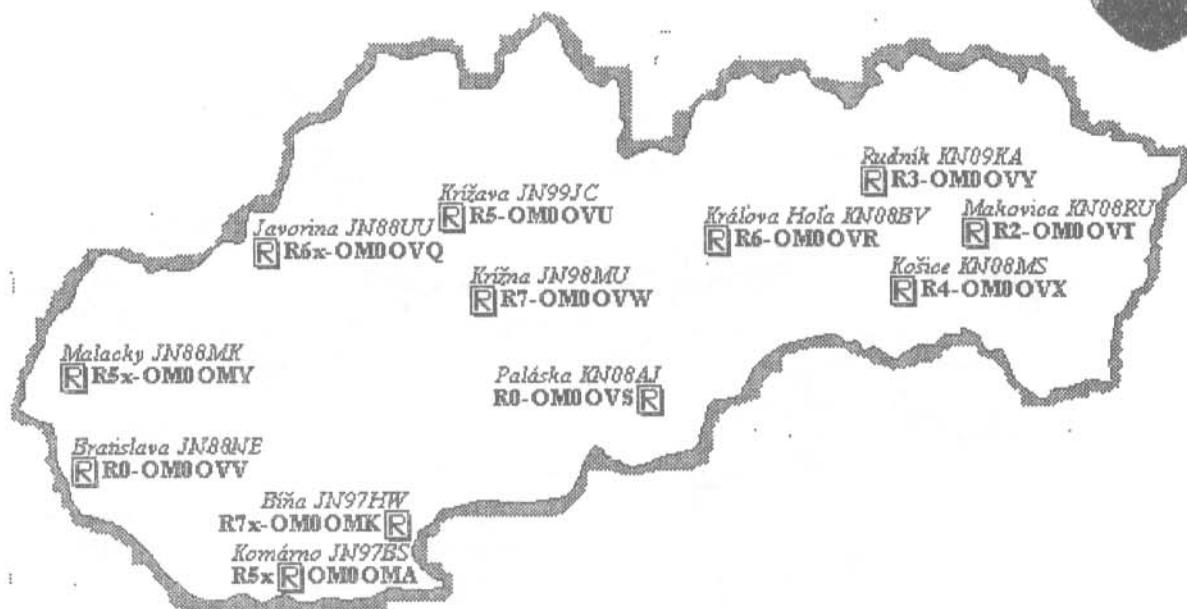 Rudník KN09KA
R R3-OM0OVY
Krížava JN99JC
R R5-OM0OVU
Kráľova Hoľa KN08BV
R R6-OM0OVR
Makovica KN08RU
R R2-OM0OVT
Javorina JN88UU
R R6x-OM0OVQ
Košice KN08MS
R R4-OM0OVX
Krížna JN98MU
R R7-OM0OVW
Malacky JN88MK
R R5x-OM0OMY
Paláska KN08AJ
R0-OM0OVS R
Bratislava JN88NE
R R0-OM0OVV
Bíňa JN97HW
R7x-OM0OMK R
Komárno JN97BS
R5x R OM0OMA